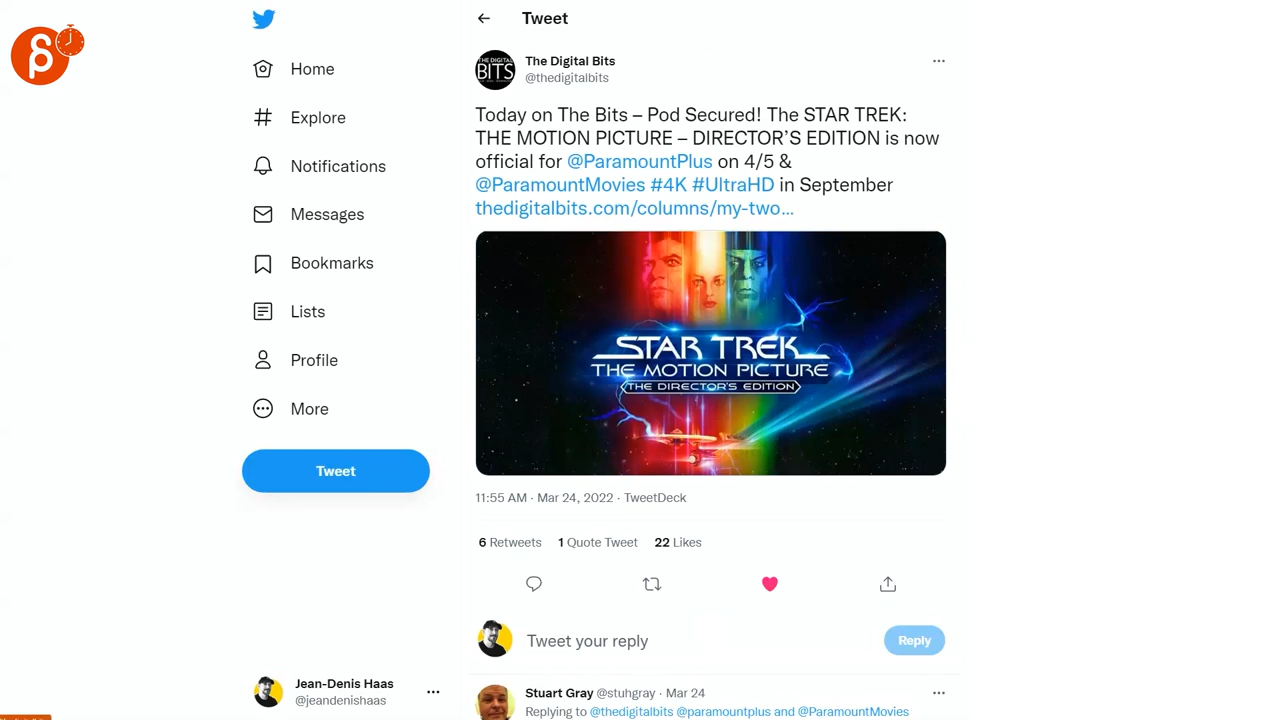 Tweet
The Digital Bits
@thedigitalbits
THE DIGITAL
BITS
Home
Explore
Notifications
Messages
Bookmarks
Lists
Profile
More
Tweet
Today on The Bits – Pod Secured! The STAR TREK:
THE MOTION PICTURE – DIRECTOR'S EDITION is now
official for @ParamountPlus on 4/5 &
@ParamountMovies #4K #UltraHD in September
thedigitalbits.com/columns/my-two...
STAR TREK
THE MOTION PICTURE
THE DIRECTOR'S EDITION
11:55 AM · Mar 24, 2022 · TweetDeck
6 Retweets 1 Quote Tweet 22 Likes
Tweet your reply
Reply
Jean-Denis Haas
@jeandenishaas
Stuart Gray @stuhgray · Mar 24
Replying to @thedigitalbits @paramountplus and @ParamountMovies